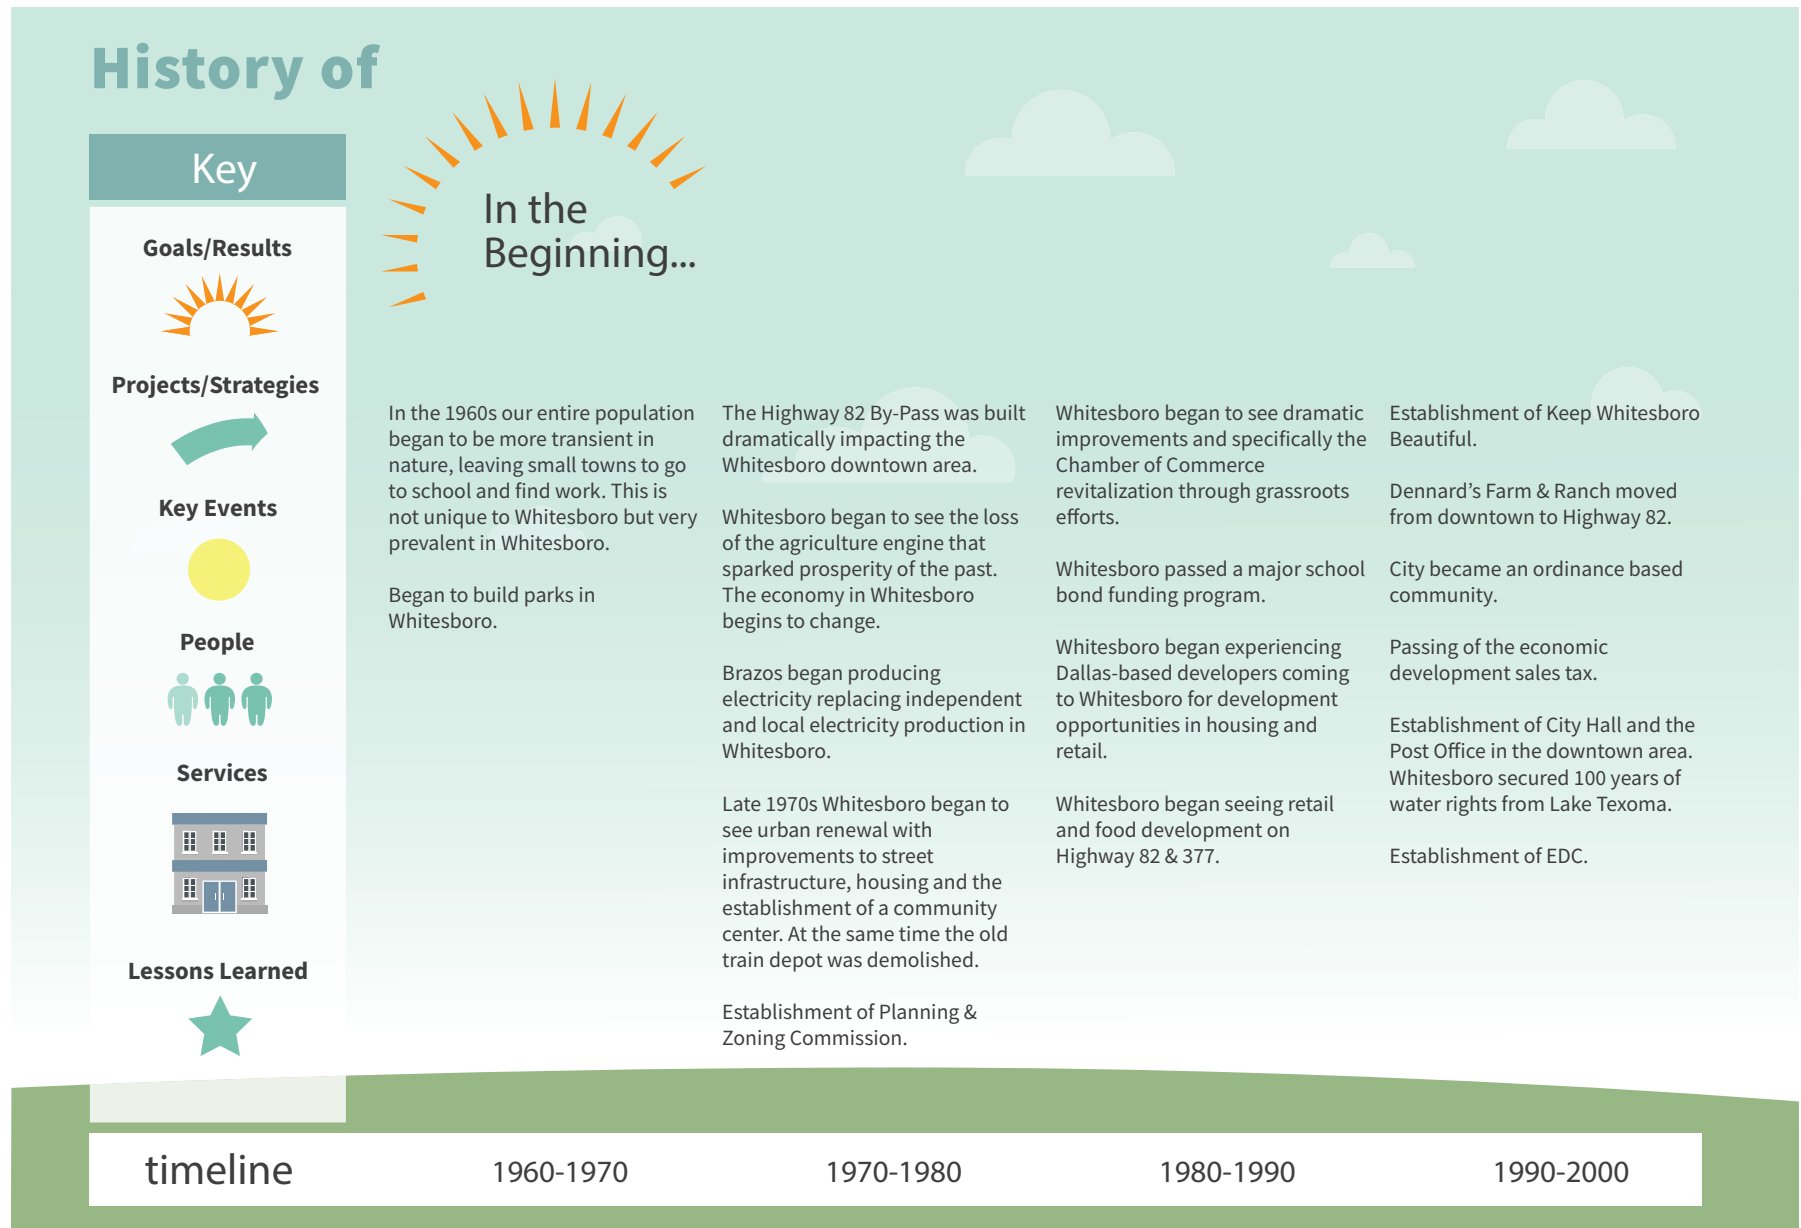 History of
Key
Goals/Results
Projects/Strategies
Key Events
People
Services
Lessons Learned
In the
Beginning...
In the 1960s our entire population
began to be more transient in
nature, leaving small towns to go
to school and find work. This is
not unique to Whitesboro but very
prevalent in Whitesboro.
Began to build parks in
Whitesboro.
The Highway 82 By-Pass was built
dramatically impacting the
Whitesboro downtown area.
Whitesboro began to see the loss
of the agriculture engine that
sparked prosperity of the past.
The economy in Whitesboro
begins to change.
Brazos began producing
electricity replacing independent
and local electricity production in
Whitesboro.
Late 1970s Whitesboro began to
see urban renewal with
improvements to street
infrastructure, housing and the
establishment of a community
center. At the same time the old
train depot was demolished.
Establishment of Planning &
Zoning Commission.
Whitesboro began to see dramatic
improvements and specifically the
Chamber of Commerce
revitalization through grassroots
efforts.
Whitesboro passed a major school
bond funding program.
Whitesboro began experiencing
Dallas-based developers coming
to Whitesboro for development
opportunities in housing and
retail.
Whitesboro began seeing retail
and food development on
Highway 82 & 377.
Establishment of Keep Whitesboro
Beautiful.
Dennard’s Farm & Ranch moved
from downtown to Highway 82.
City became an ordinance based
community.
Passing of the economic
development sales tax.
Establishment of City Hall and the
Post Office in the downtown area.
Whitesboro secured 100 years of
water rights from Lake Texoma.
Establishment of EDC.
timeline
1960-1970
1970-1980
1980-1990
1990-2000